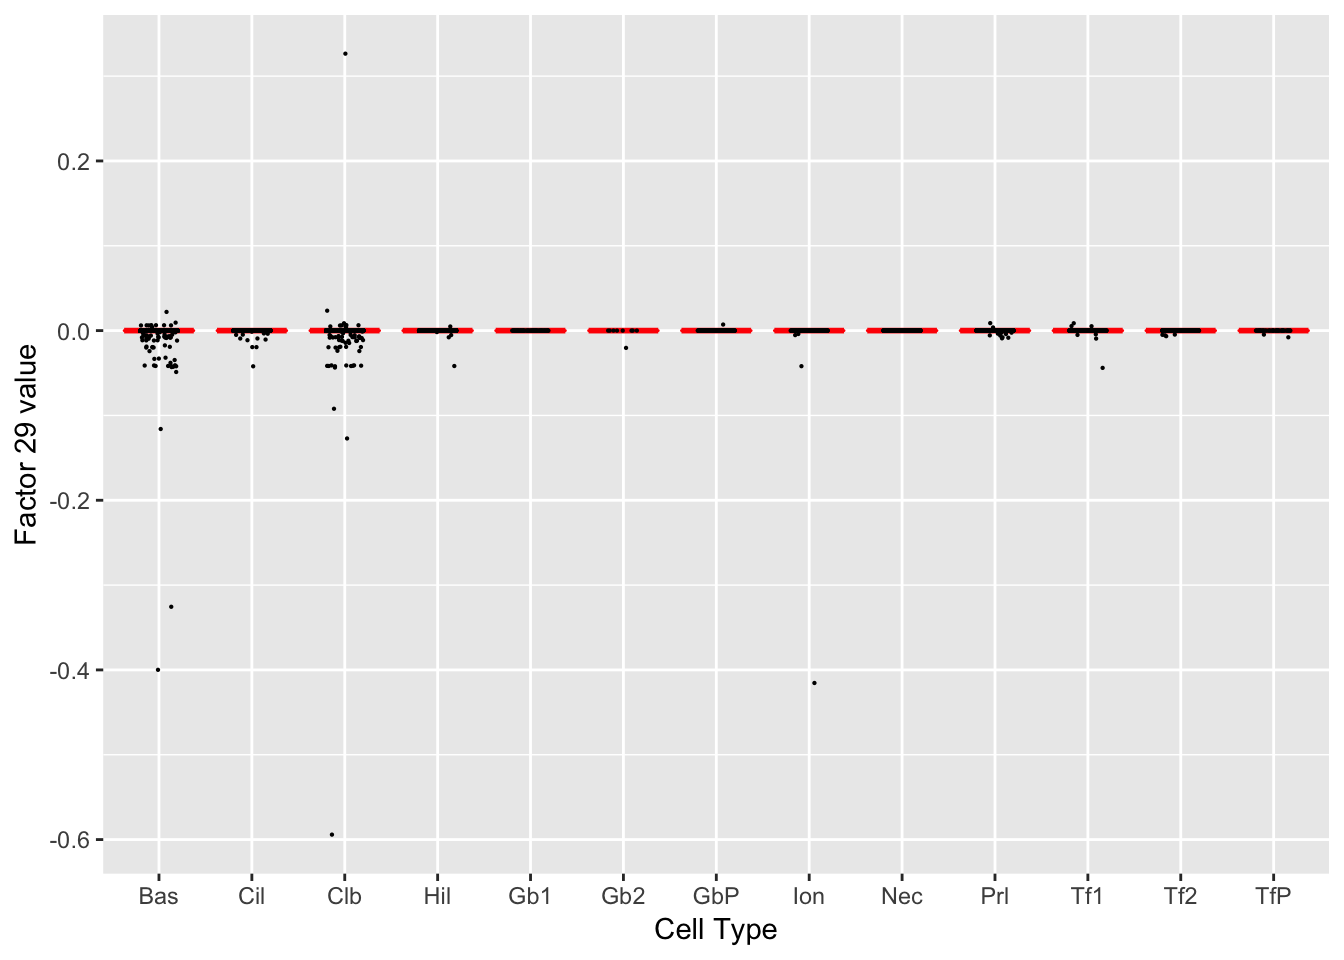 Factor 29 value
0.2
0.0
-0.2
-0.4
-0.6
Bas Cil Clb Hil Gb1 Gb2 GbP Ion Nec Prl Tf1 Tf2 TfP
Cell Type